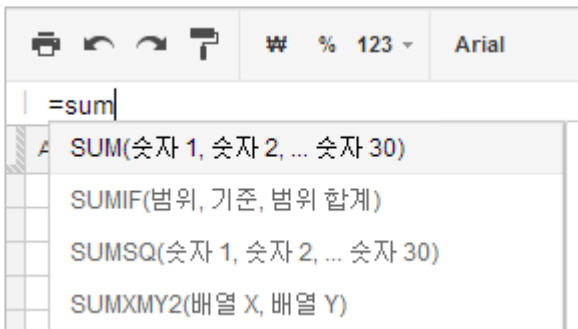 ₩ % 123 Arial
=sum
A
SUM(숫자 1, 숫자 2, ... 숫자 30)
SUMIF(범위, 기준, 범위 합계)
SUMSQ(숫자 1, 숫자 2, ... 숫자 30)
SUMXMY2(배열 X, 배열 Y)